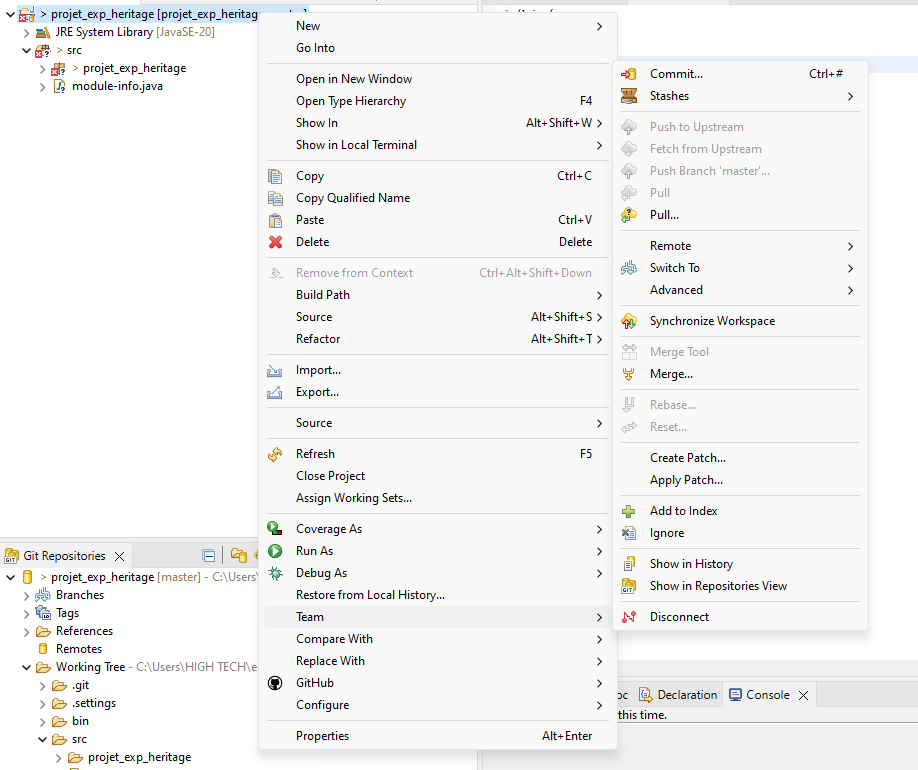 > projet_exp_heritage [projet_exp_heritage
JRE System Library [JavaSE-20]
> src
> projet_exp_heritage
module-info.java
New
Go Into
Open in New Window
Open Type Hierarchy F4
Show In Alt+Shift+W
Show in Local Terminal
Copy Ctrl+C
Copy Qualified Name
Paste Ctrl+V
Delete Delete
Remove from Context Ctrl+Alt+Shift+Down
Build Path
Source Alt+Shift+S
Refactor Alt+Shift+T
Import...
Export...
Source
Refresh F5
Close Project
Assign Working Sets...
Coverage As
Run As
Debug As
Restore from Local History...
Team
Compare With
Replace With
GitHub
Configure
Properties Alt+Enter
Commit... Ctrl+#
Stashes
Push to Upstream
Fetch from Upstream
Push Branch 'master'...
Pull
Pull...
Remote
Switch To
Advanced
Synchronize Workspace
Merge Tool
Merge...
Rebase...
Reset...
Create Patch...
Apply Patch...
Add to Index
Ignore
Show in History
Show in Repositories View
Disconnect
Git Repositories
> projet_exp_heritage [master] - C:\Users\
Branches
Tags
References
Remotes
Working Tree - C:\Users\HIGH TECH\e
.git
.settings
bin
src
projet_exp_heritage
oc Declaration Console
this time.